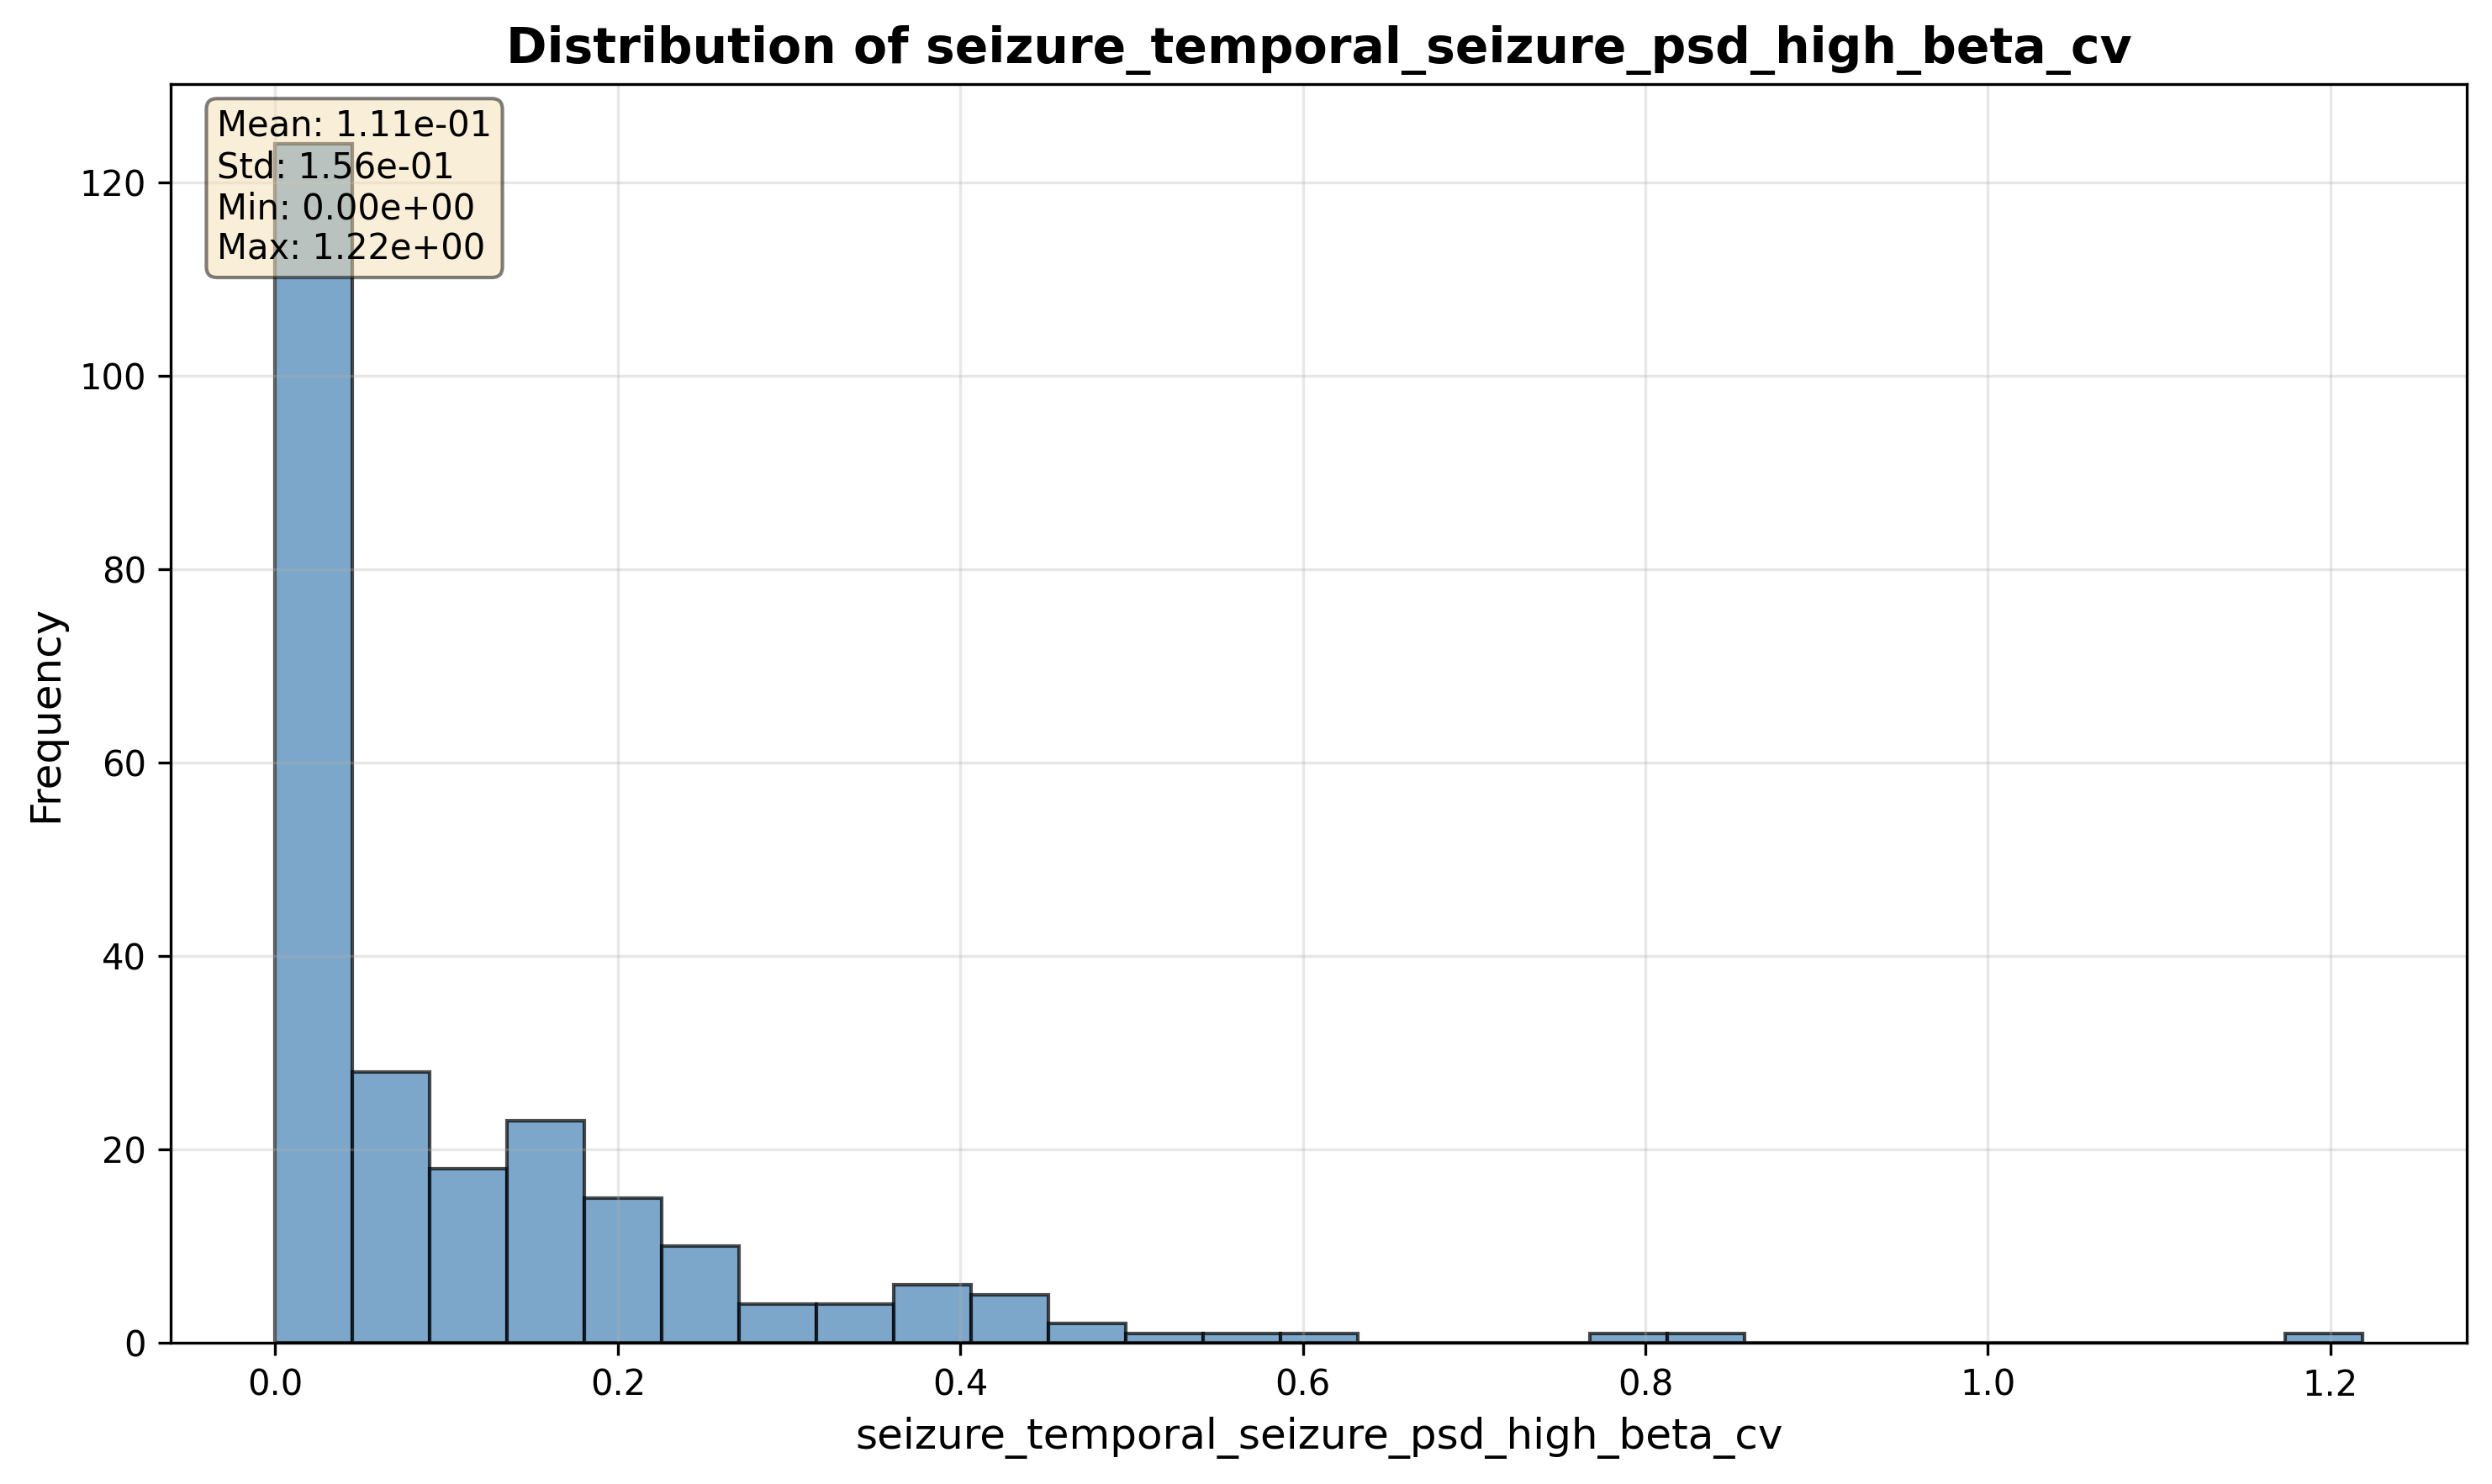 Distribution of seizure_temporal_seizure_psd_high_beta_cv
Mean: 1.11e-01
Std: 1.56e-01
Min: 0.00e+00
Max: 1.22e+00
120
100
80
60
40
20
0
Frequency
0.0 0.2 0.4 0.6 0.8 1.0 1.2
seizure_temporal_seizure_psd_high_beta_cv